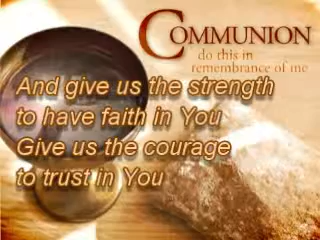 COMMUNION
do this in
remembrance of me
And give us the strength
to have faith in You
Give us the courage
to trust in You